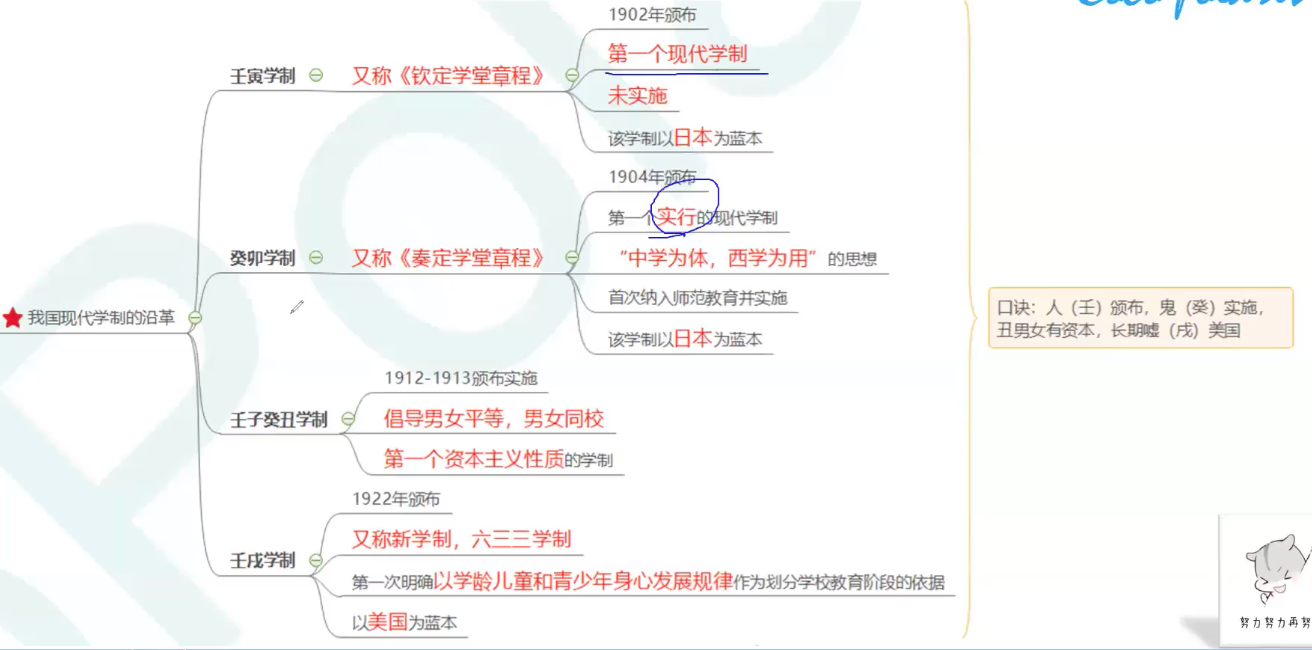 我国现代学制的沿革
壬寅学制
又称《钦定学堂章程》
1902年颁布
第一个现代学制
未实施
该学制以日本为蓝本
癸卯学制
又称《奏定学堂章程》
1904年颁布
第一个实行的现代学制
“中学为体，西学为用”的思想
首次纳入师范教育并实施
该学制以日本为蓝本
壬子癸丑学制
1912-1913颁布实施
倡导男女平等，男女同校
第一个资本主义性质的学制
壬戌学制
1922年颁布
又称新学制，六三三学制
第一次明确以学龄儿童和青少年身心发展规律作为划分学校教育阶段的依据
以美国为蓝本
口诀：人（壬）颁布，鬼（癸）实施，
丑男女有资本，长期嘘（戌）美国
努力努力再努